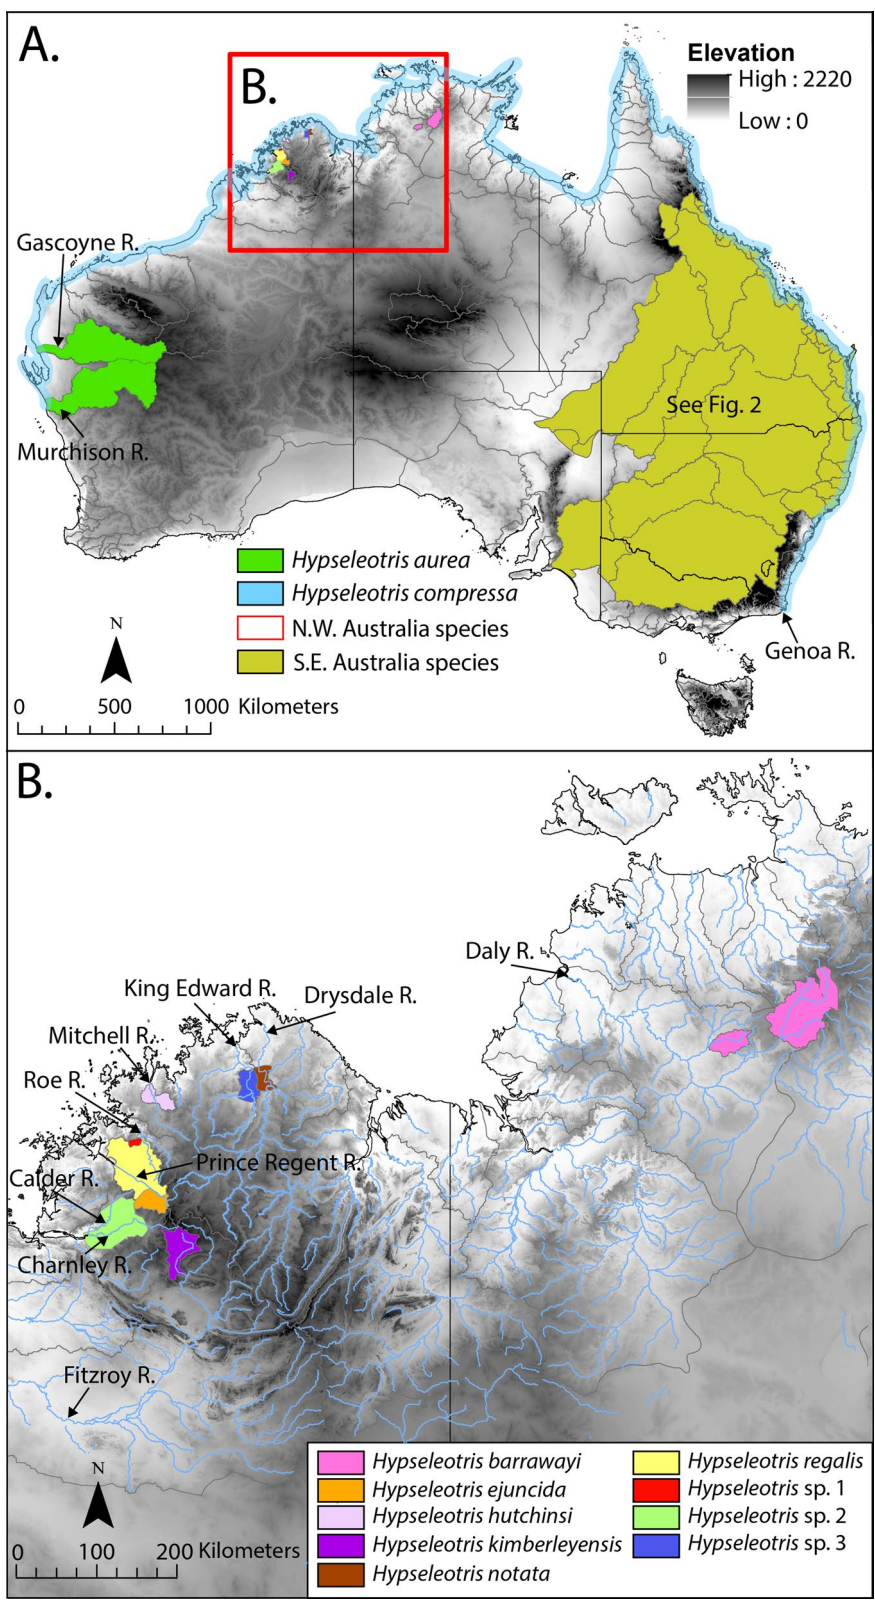 A.
B.
Elevation
High : 2220
Low : 0
Gascoyne R.
See Fig. 2
Murchison R.
Hypseleotris aurea
Hypseleotris compressa
N.W. Australia species
S.E. Australia species
Genoa R.
N
0 500 1000 Kilometers
B.
Daly R.
King Edward R.
Drysdale R.
Mitchell R.
Roe R.
Prince Regent R.
Calder R.
Charnley R.
Fitzroy R.
N
0 100 200 Kilometers
Hypseleotris barrawayi
Hypseleotris ejuncida
Hypseleotris hutchinsi
Hypseleotris kimberleyensis
Hypseleotris notata
Hypseleotris regalis
Hypseleotris sp. 1
Hypseleotris sp. 2
Hypseleotris sp. 3